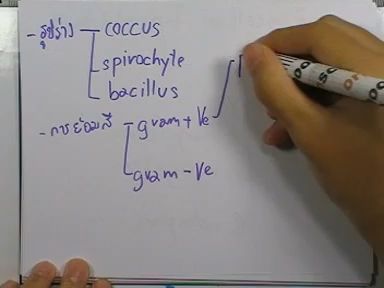 - รูปร่าง coccus
spirochyte
bacillus
- การย้อมสี gram + Ve
gram - Ve